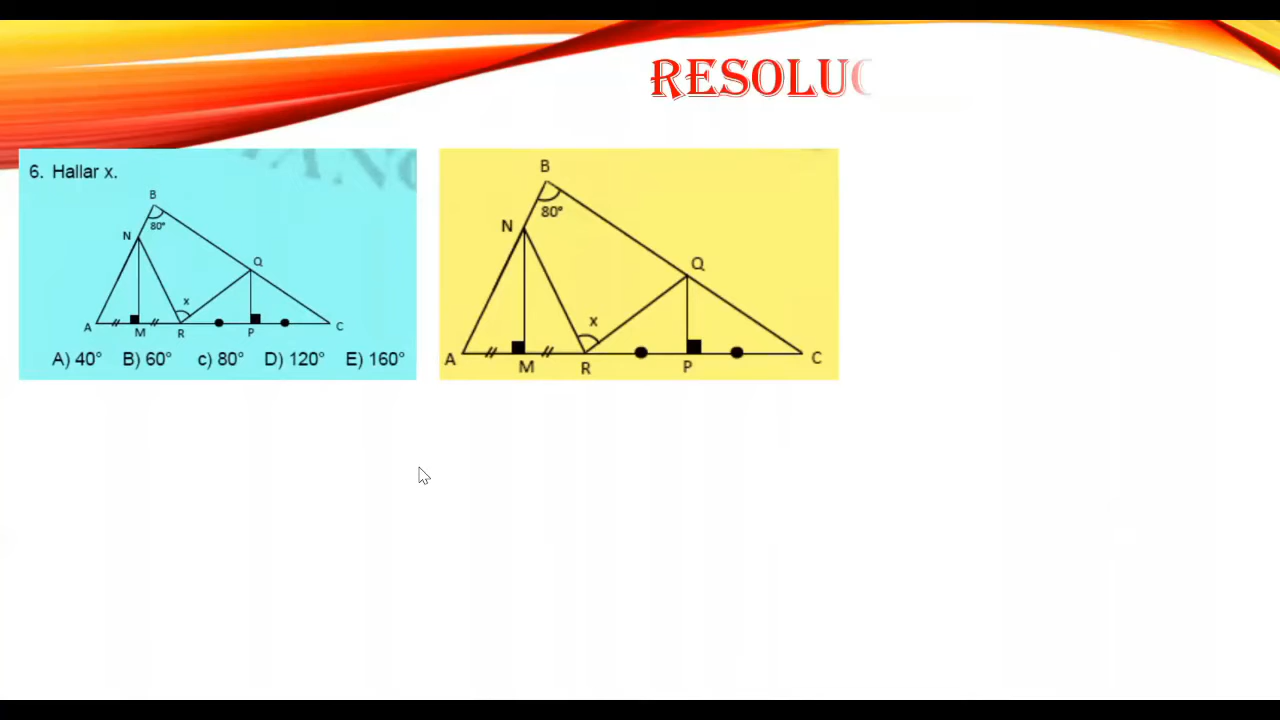 RESOLUC
6. Hallar x.
B
80°
N
Q
x
A
M
R
P
C
A) 40° B) 60° c) 80° D) 120° E) 160°
B
80°
N
Q
x
A
M
R
P
C